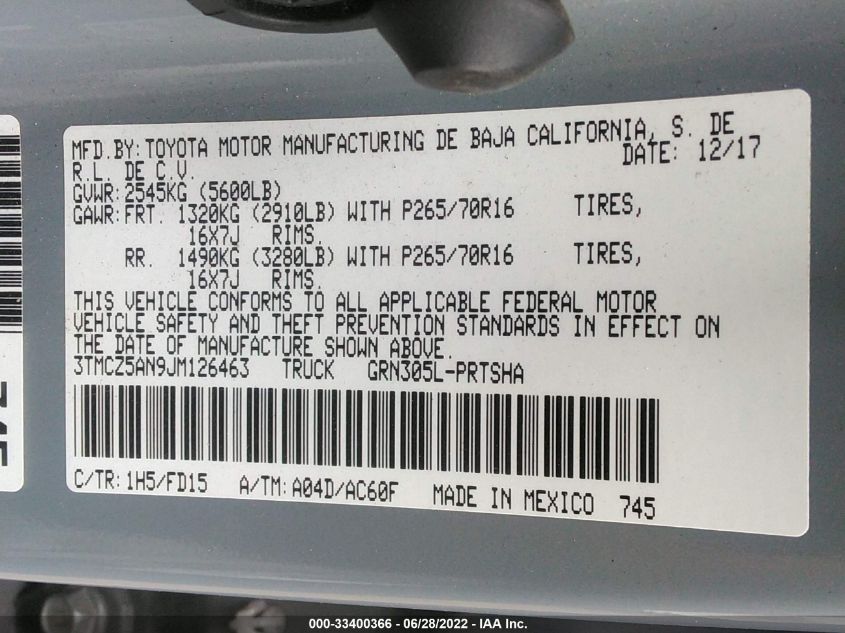 MFD.BY: TOYOTA MOTOR MANUFACTURING DE BAJA CALIFORNIA, S. DE
R.L. DE C.V. DATE: 12/17
GVWR: 2545KG (5600LB)
GAWR: FRT. 1320KG (2910LB) WITH P265/70R16 TIRES,
16X7J RIMS.
RR. 1490KG (3280LB) WITH P265/70R16 TIRES,
16X7J RIMS.
THIS VEHICLE CONFORMS TO ALL APPLICABLE FEDERAL MOTOR
VEHICLE SAFETY AND THEFT PREVENTION STANDARDS IN EFFECT ON
THE DATE OF MANUFACTURE SHOWN ABOVE.
3TMCZ5AN9JM126463 TRUCK GRN305L-PRTSHA
C/TR: 1H5/FD15 A/TM: A04D/AC60F MADE IN MEXICO 745
745
000-33400366 - 06/28/2022 - IAA Inc.